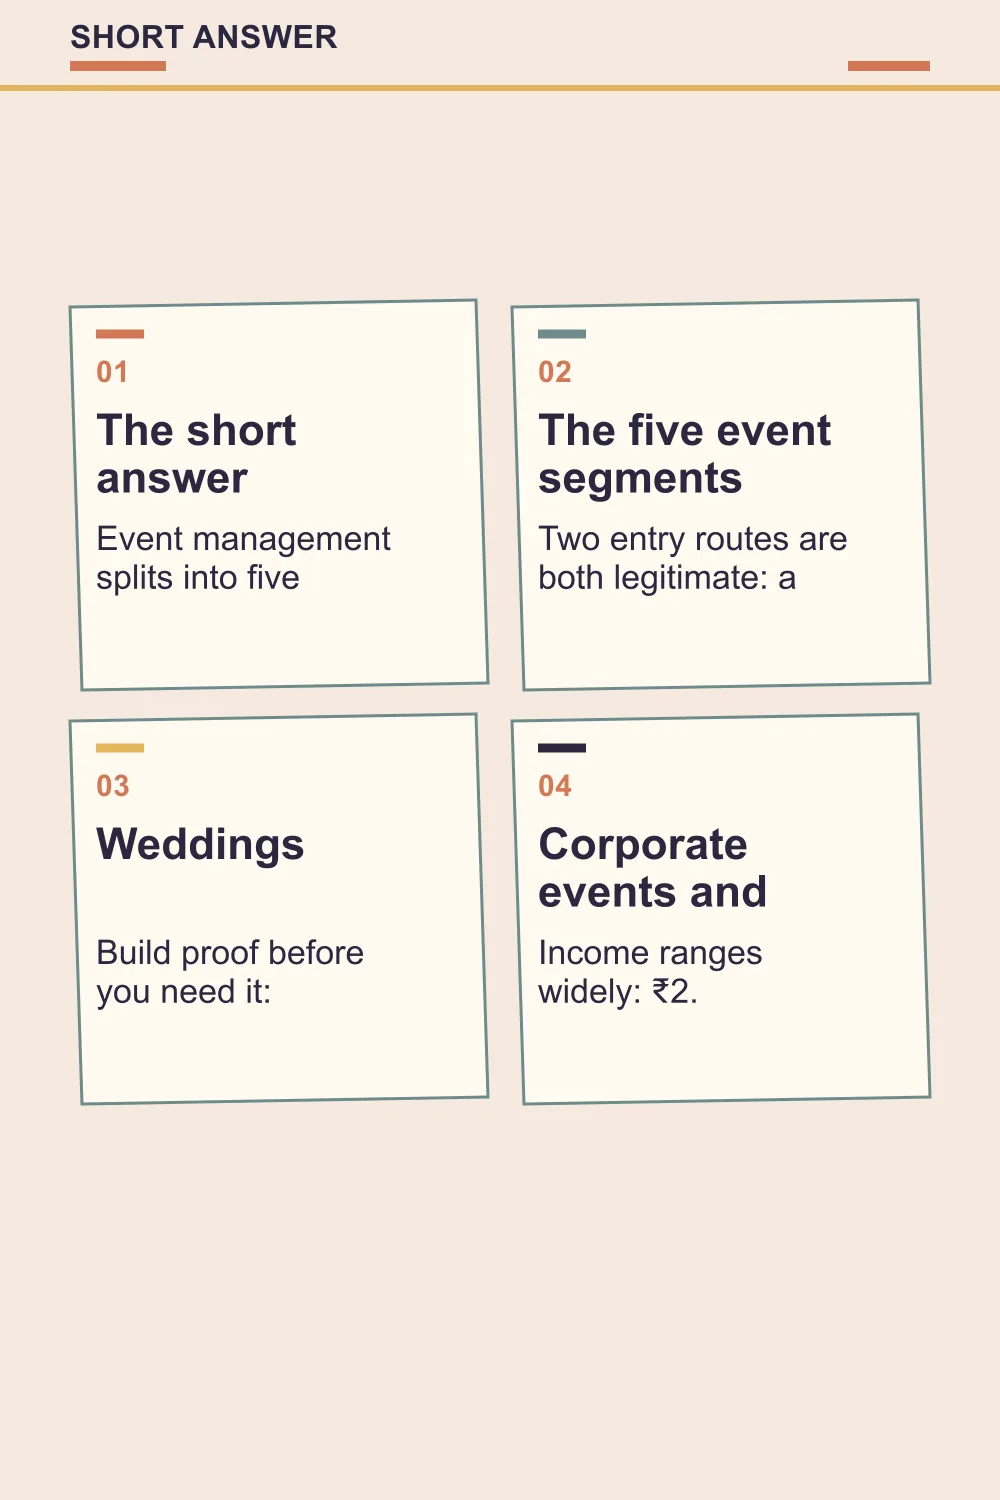 SHORT ANSWER
01
The short
answer
Event management
splits into five
02
The five event
segments
Two entry routes are
both legitimate: a
03
Weddings
Build proof before
you need it:
04
Corporate
events and
Income ranges
widely: ₹2.